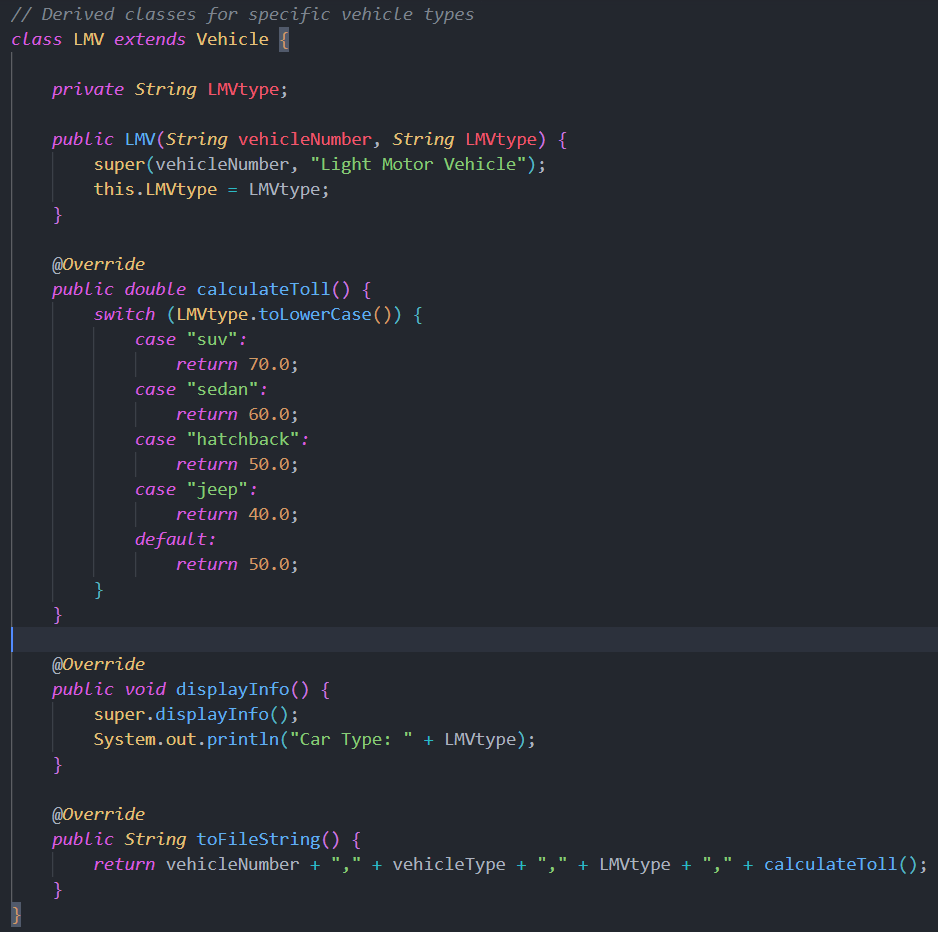 // Derived classes for specific vehicle types
class LMV extends Vehicle {

    private String LMVtype;

    public LMV(String vehicleNumber, String LMVtype) {
        super(vehicleNumber, "Light Motor Vehicle");
        this.LMVtype = LMVtype;
    }

    @Override
    public double calculateToll() {
        switch (LMVtype.toLowerCase()) {
            case "suv":
                return 70.0;
            case "sedan":
                return 60.0;
            case "hatchback":
                return 50.0;
            case "jeep":
                return 40.0;
            default:
                return 50.0;
        }
    }

    @Override
    public void displayInfo() {
        super.displayInfo();
        System.out.println("Car Type: " + LMVtype);
    }

    @Override
    public String toFileString() {
        return vehicleNumber + "," + vehicleType + "," + LMVtype + "," + calculateToll();
    }
}